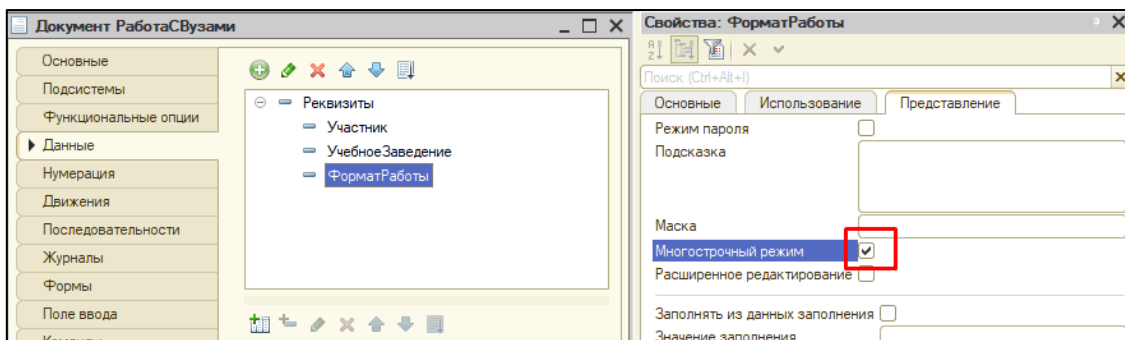 Документ РаботаСВузами
Основные
Подсистемы
Функциональные опции
Данные
Нумерация
Движения
Последовательности
Журналы
Формы
Поле ввода
Команды
Реквизиты
Участник
УчебноеЗаведение
ФорматРаботы
Свойства: ФорматРаботы
Поиск (Ctrl+Alt+I)
Основные Использование Представление
Режим пароля
Подсказка
Маска
Многострочный режим
Расширенное редактирование
Заполнять из данных заполнения
Значение заполнения